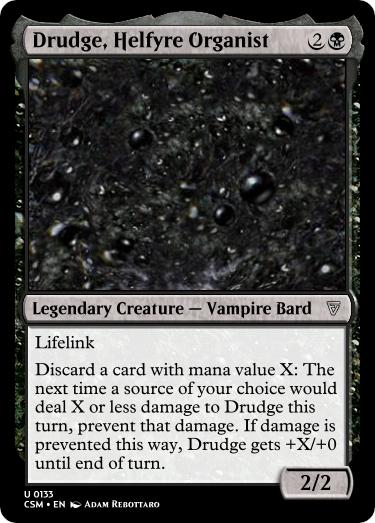 Drudge, Helfyre Organist 2
Legendary Creature — Vampire Bard
Lifelink
Discard a card with mana value X: The
next time a source of your choice would
deal X or less damage to Drudge this
turn, prevent that damage. If damage is
prevented this way, Drudge gets +X/+0
until end of turn.
2/2
U 0133
CSM • EN Adam Rebottaro